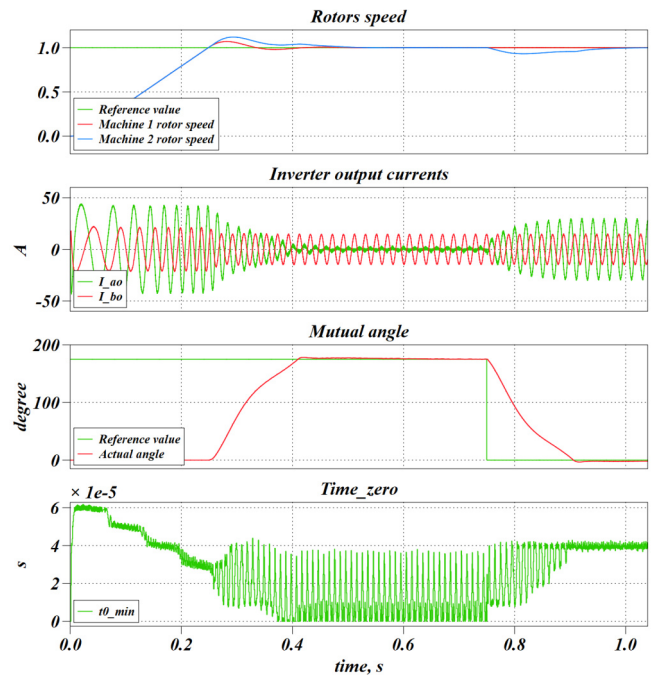 Rotors speed
1.0
0.5
0.0
Reference value
Machine 1 rotor speed
Machine 2 rotor speed
Inverter output currents
50
0
-50
A
I_ao
I_bo
Mutual angle
200
100
0
degree
Reference value
Actual angle
× 1e-5
Time_zero
6
4
2
0
s
t0_min
0.0
0.2
0.4
0.6
0.8
1.0
time, s